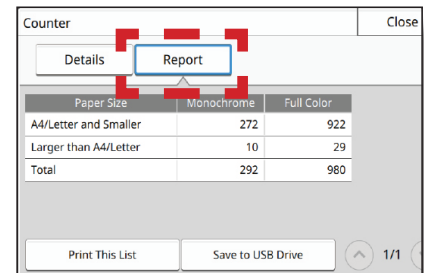 Counter Close
Details Report
Paper Size Monochrome Full Color
A4/Letter and Smaller 272 922
Larger than A4/Letter 10 29
Total 292 980
Print This List Save to USB Drive 1/1